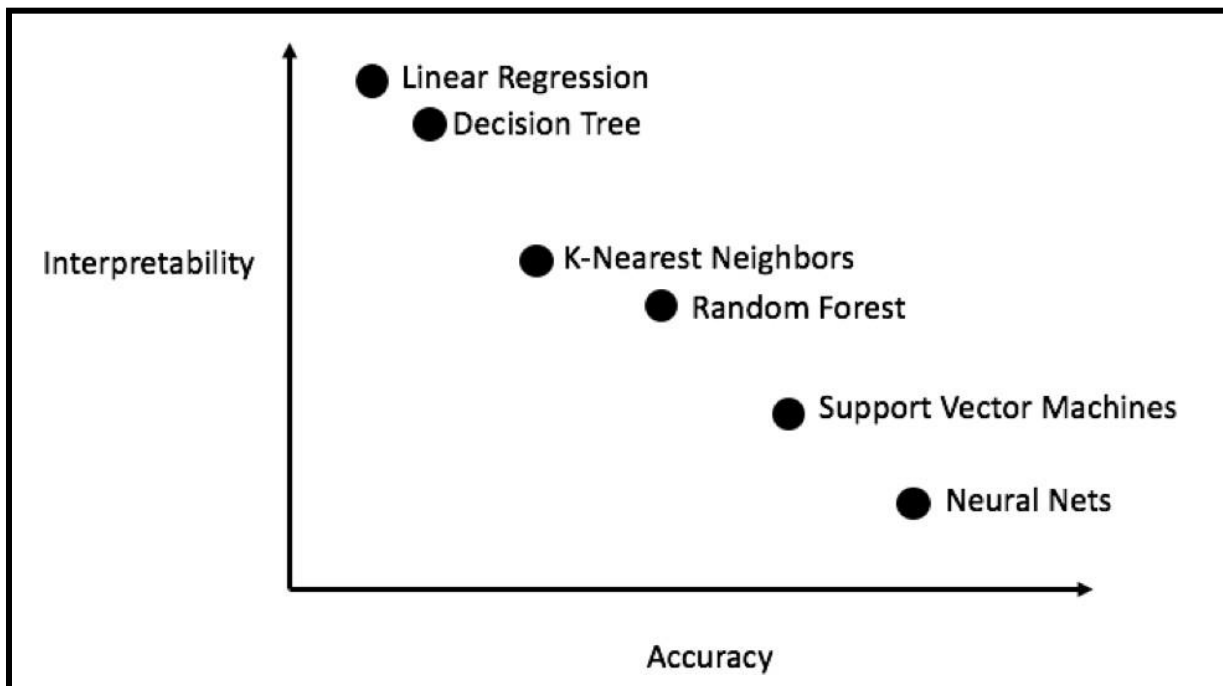 Linear Regression
Decision Tree
Interpretability
K-Nearest Neighbors
Random Forest
Support Vector Machines
Neural Nets
Accuracy